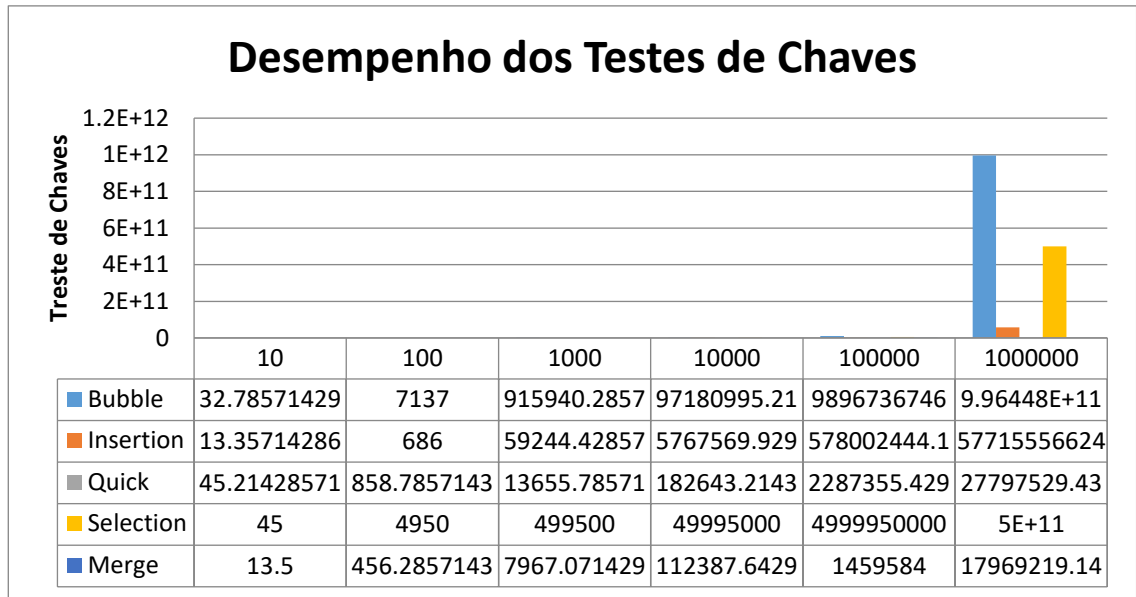 Desempenho dos Testes de Chaves
Treste de Chaves
1.2E+12
1E+12
8E+11
6E+11
4E+11
2E+11
0
10 100 1000 10000 100000 1000000
Bubble 32.78571429 7137 915940.2857 97180995.21 9896736746 9.96448E+11
Insertion 13.35714286 686 59244.42857 5767569.929 578002444.1 57715556624
Quick 45.21428571 858.7857143 13655.78571 182643.2143 2287355.429 27797529.43
Selection 45 4950 499500 49995000 4999950000 5E+11
Merge 13.5 456.2857143 7967.071429 112387.6429 1459584 17969219.14